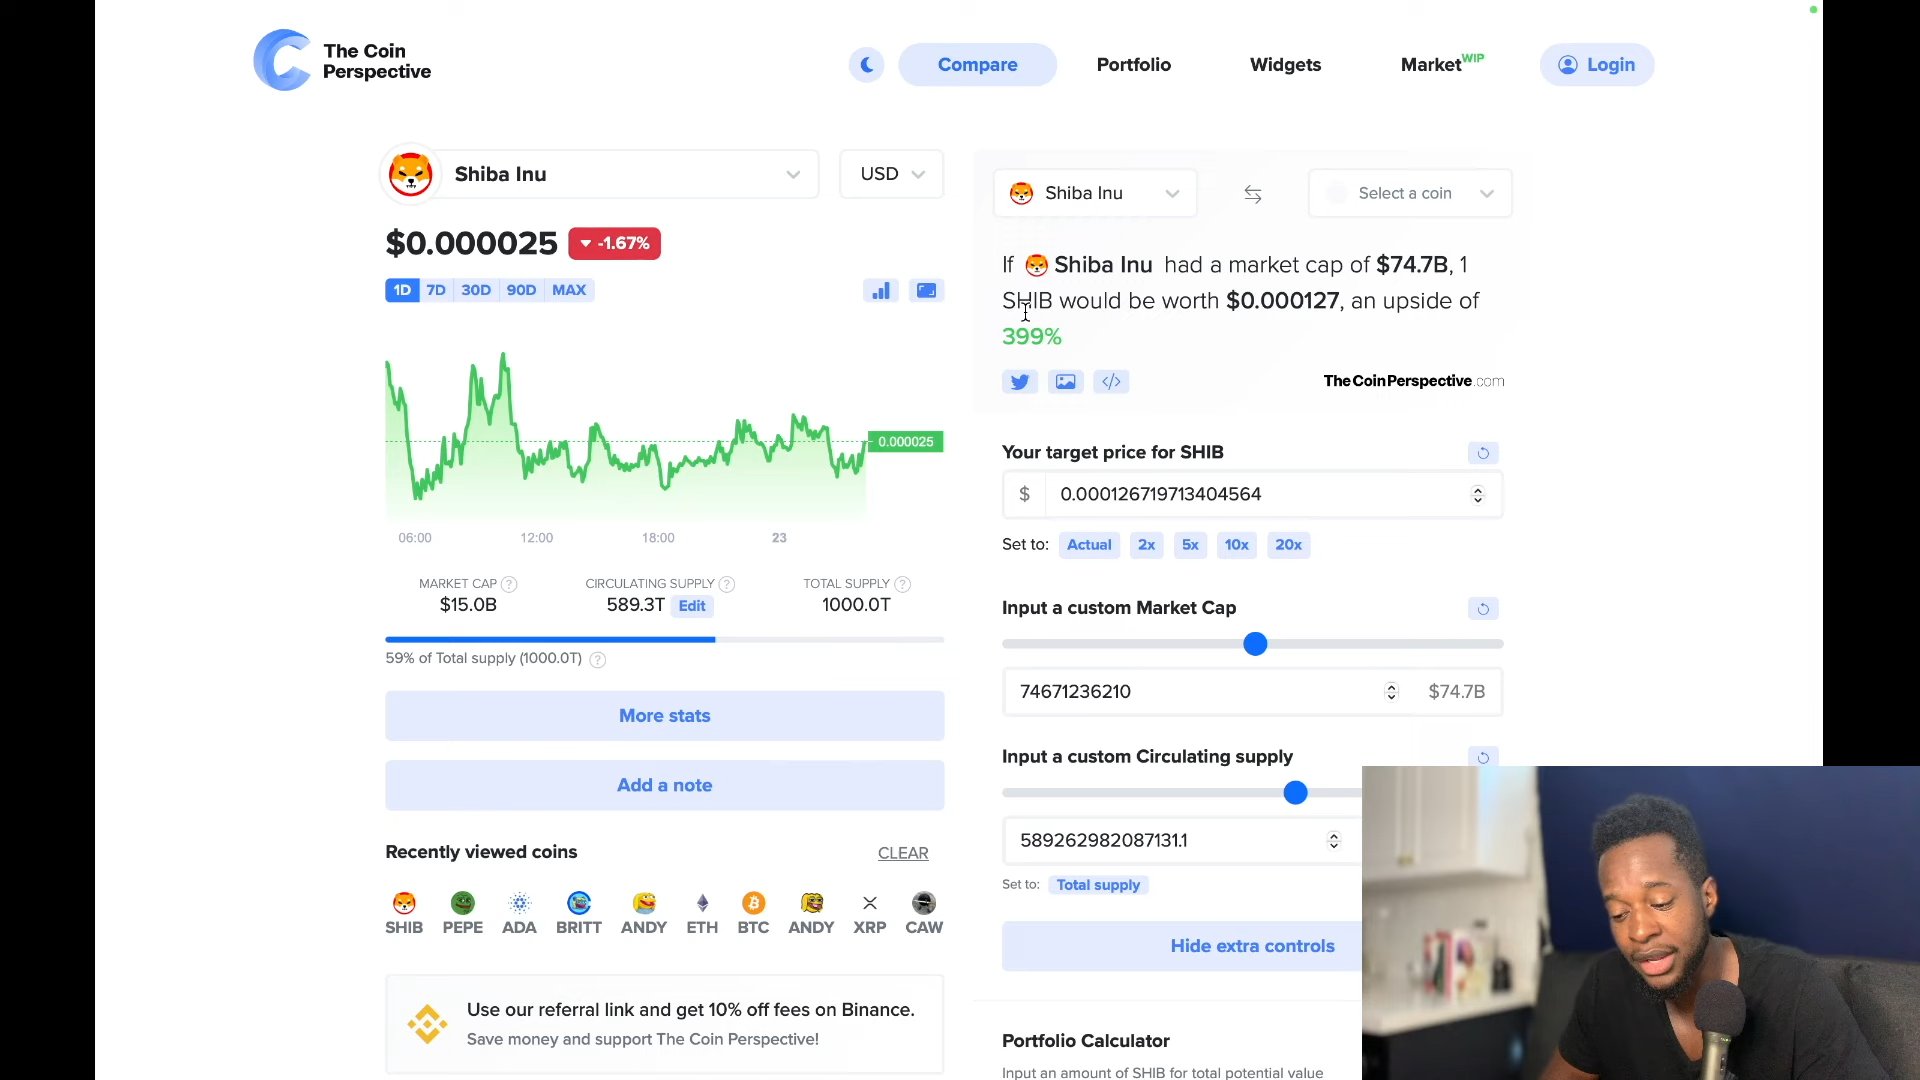 The Coin
Perspective
Compare
Portfolio
Widgets
Market WIP
Login
Shiba Inu
USD
$0.000025
-1.67%
1D 7D 30D 90D MAX
0.000025
06:00 12:00 18:00 23
MARKET CAP ? CIRCULATING SUPPLY ? TOTAL SUPPLY ?
$15.0B 589.3T Edit 1000.0T
59% of Total supply (1000.0T) ?
More stats
Add a note
Recently viewed coins CLEAR
SHIB PEPE ADA BRITT ANDY ETH BTC ANDY XRP CAW
Use our referral link and get 10% off fees on Binance.
Save money and support The Coin Perspective!
Shiba Inu Select a coin
If Shiba Inu had a market cap of $74.7B, 1
SHIB would be worth $0.000127, an upside of
399%
TheCoinPerspective.com
Your target price for SHIB
$ 0.000126719713404564
Set to: Actual 2x 5x 10x 20x
Input a custom Market Cap
74671236210 $74.7B
Input a custom Circulating supply
589262982087131.1
Set to: Total supply
Hide extra controls
Portfolio Calculator
Input an amount of SHIB for total potential value